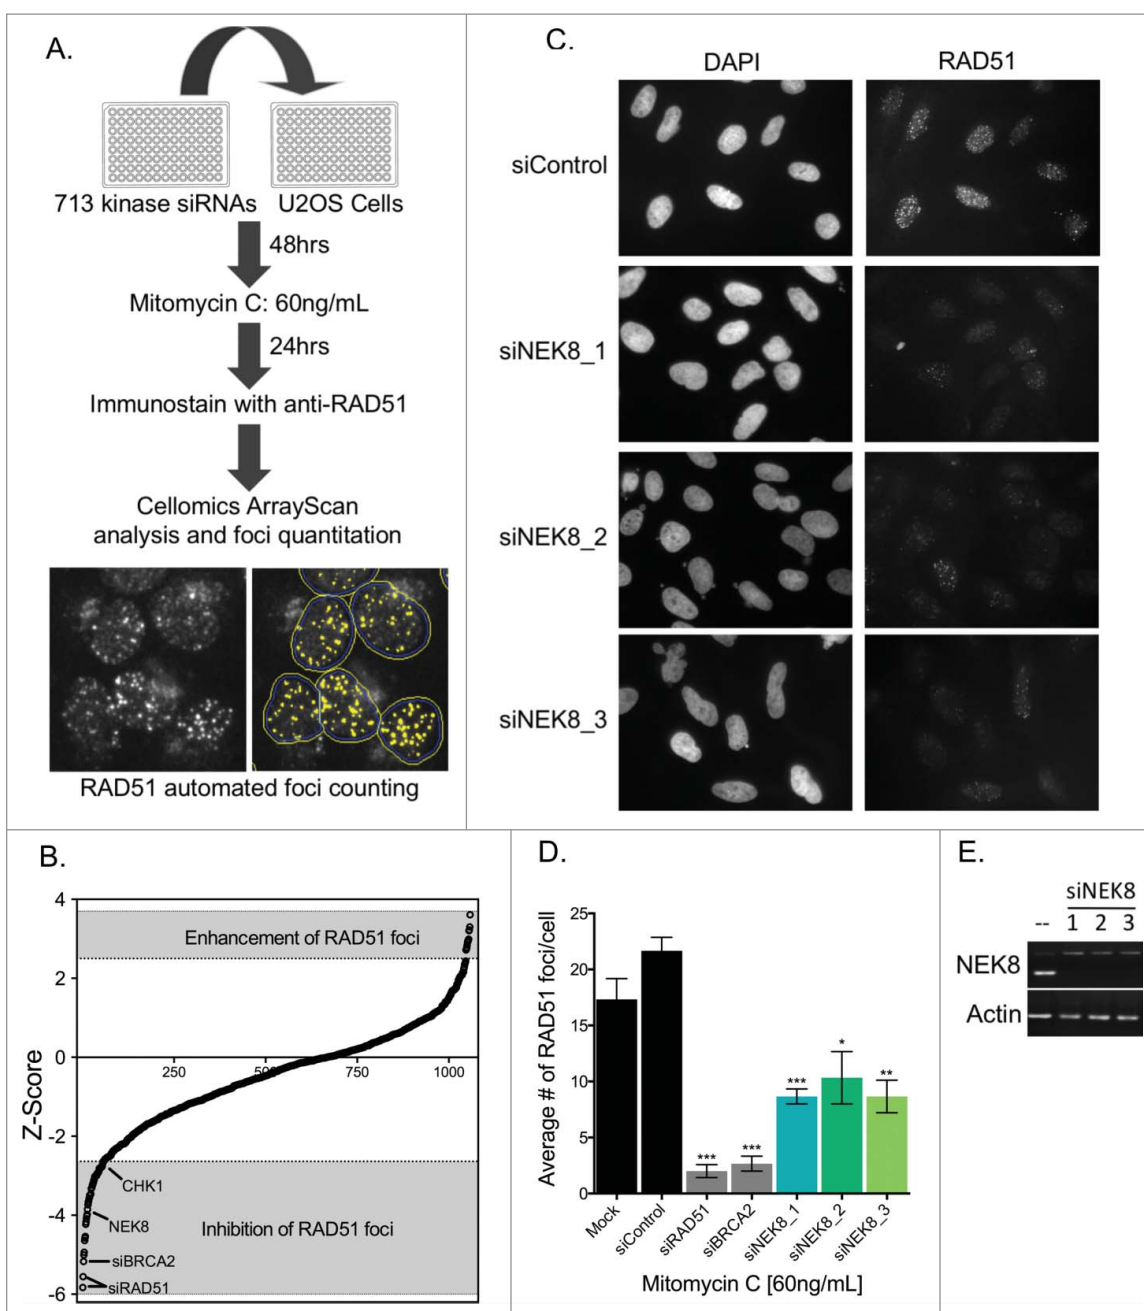 A.
713 kinase siRNAs U2OS Cells
48hrs
Mitomycin C: 60ng/mL
24hrs
Immunostain with anti-RAD51
Cellomics ArrayScan
analysis and foci quantitation
RAD51 automated foci counting
C.
DAPI RAD51
siControl
siNEK8_1
siNEK8_2
siNEK8_3
B.
Z-Score
4
2
0
-2
-4
-6
250 500 750 1000
Enhancement of RAD51 foci
CHK1
NEK8
Inhibition of RAD51 foci
siBRCA2
siRAD51
D.
Average # of RAD51 foci/cell
25
20
15
10
5
0
*** *** *** * **
Mock siControl siRAD51 siBRCA2 siNEK8_1 siNEK8_2 siNEK8_3
Mitomycin C [60ng/mL]
E.
siNEK8
-- 1 2 3
NEK8
Actin